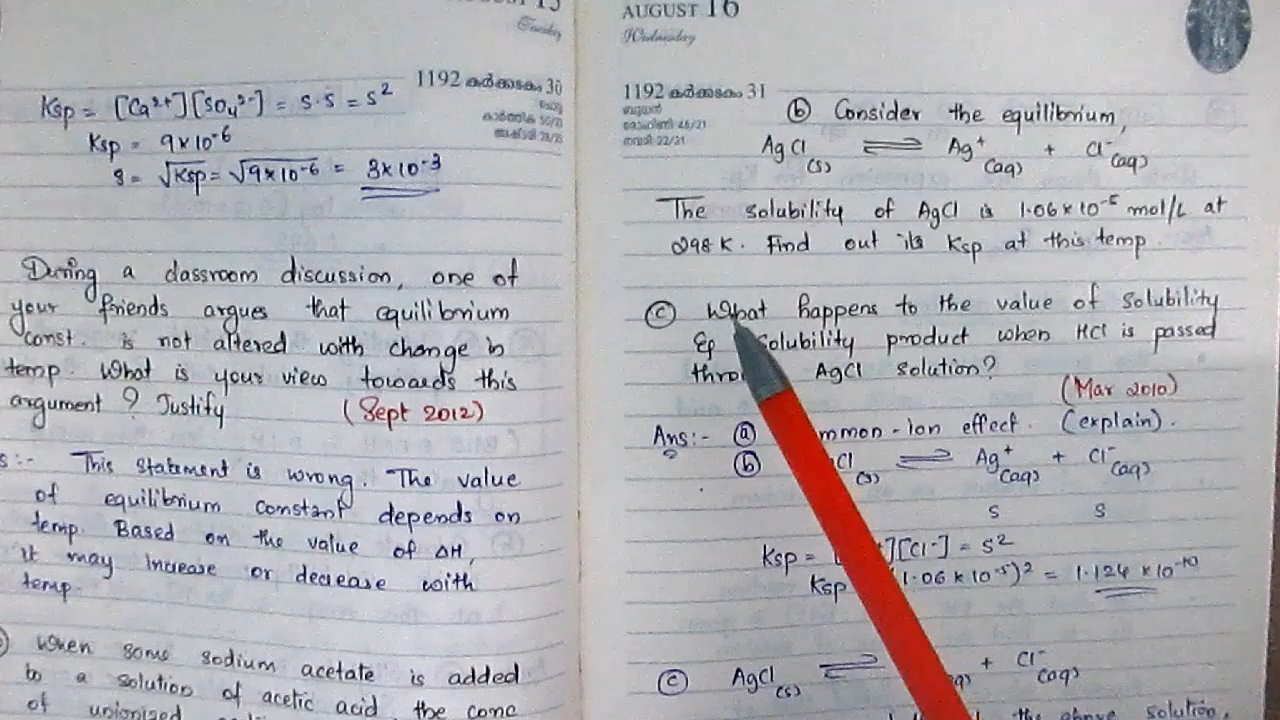 Tuesday
1192 കർക്കടകം 30
Ksp = [Ca²⁺][SO₄²⁻] = s·s = s²
Ksp = 9×10⁻⁶
s = √Ksp = √9×10⁻⁶ = 3×10⁻³
During a classroom discussion, one of
your friends argues that equilibrium
const. is not altered with change in
temp. What is your view towards this
argument? Justify (Sept 2012)
s:- This statement is wrong. The value
of equilibrium constant depends on
temp. Based on the value of ΔH,
it may increase or decrease with
temp.
When some sodium acetate is added
to a solution of acetic acid, the conc
of unionized
AUGUST 16
Wednesday
1192 കർക്കടകം 31
ⓑ Consider the equilibrium,
AgCl(s) ⇌ Ag⁺(aq) + Cl⁻(aq)
The solubility of AgCl is 1.06×10⁻⁵ mol/L at
298 K. Find out its Ksp at this temp.
ⓒ What happens to the value of solubility
& solubility product when HCl is passed
throu AgCl solution?
(Mar 2010)
Ans:- ⓐ mmon-ion effect. (explain).
ⓑ Cl(s) ⇌ Ag⁺(aq) + Cl⁻(aq)
s s
Ksp = [ ][Cl⁻] = s²
Ksp (1.06×10⁻⁵)² = 1.124×10⁻¹⁰
ⓒ AgCl(s) ⇌ (aq) + Cl⁻(aq)
the above solution,